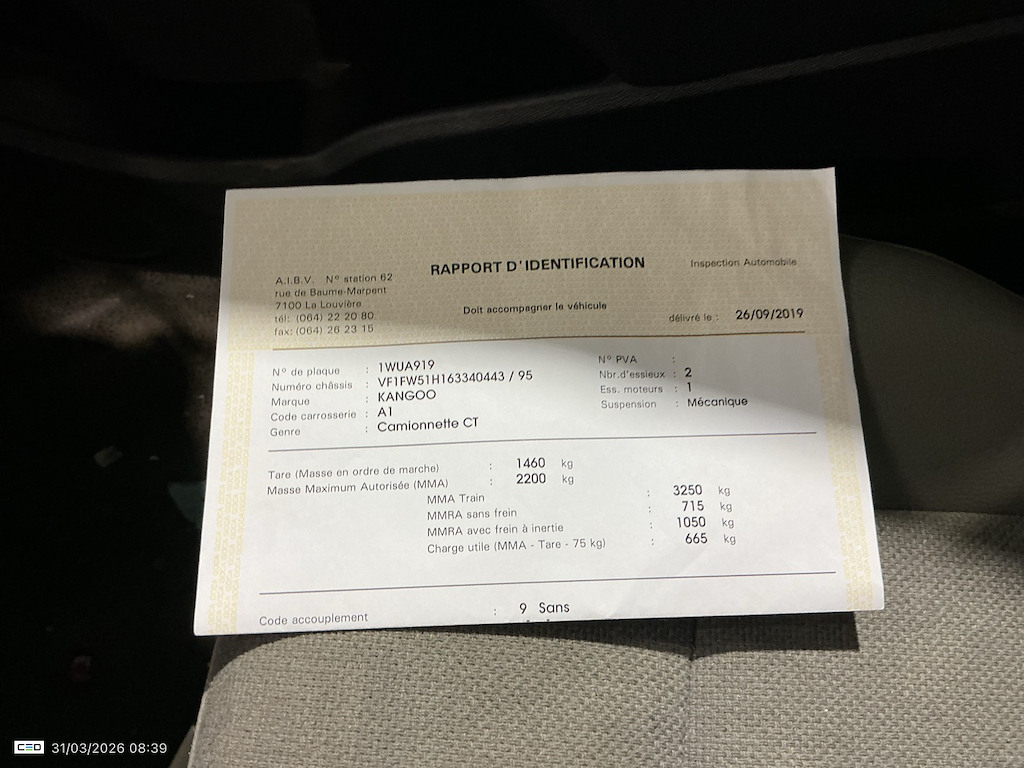 A.I.B.V. N° station 62
rue de Baume-Marpent
7100 La Louvière
tél: (064) 22 20 80
fax: (064) 26 23 15
RAPPORT D'IDENTIFICATION
Doit accompagner le véhicule
Inspection Automobile
délivré le : 26/09/2019
N° de plaque : 1WUA919
Numéro châssis : VF1FW51H163340443 / 95
Marque : KANGOO
Code carrosserie : A1
Genre : Camionnette CT
N° PVA :
Nbr.d'essieux : 2
Ess. moteurs : 1
Suspension : Mécanique
Tare (Masse en ordre de marche) : 1460 kg
Masse Maximum Autorisée (MMA) : 2200 kg
MMA Train : 3250 kg
MMRA sans frein : 715 kg
MMRA avec frein à inertie : 1050 kg
Charge utile (MMA - Tare - 75 kg) : 665 kg
Code accouplement : 9 Sans
CEO 31/03/2026 08:39